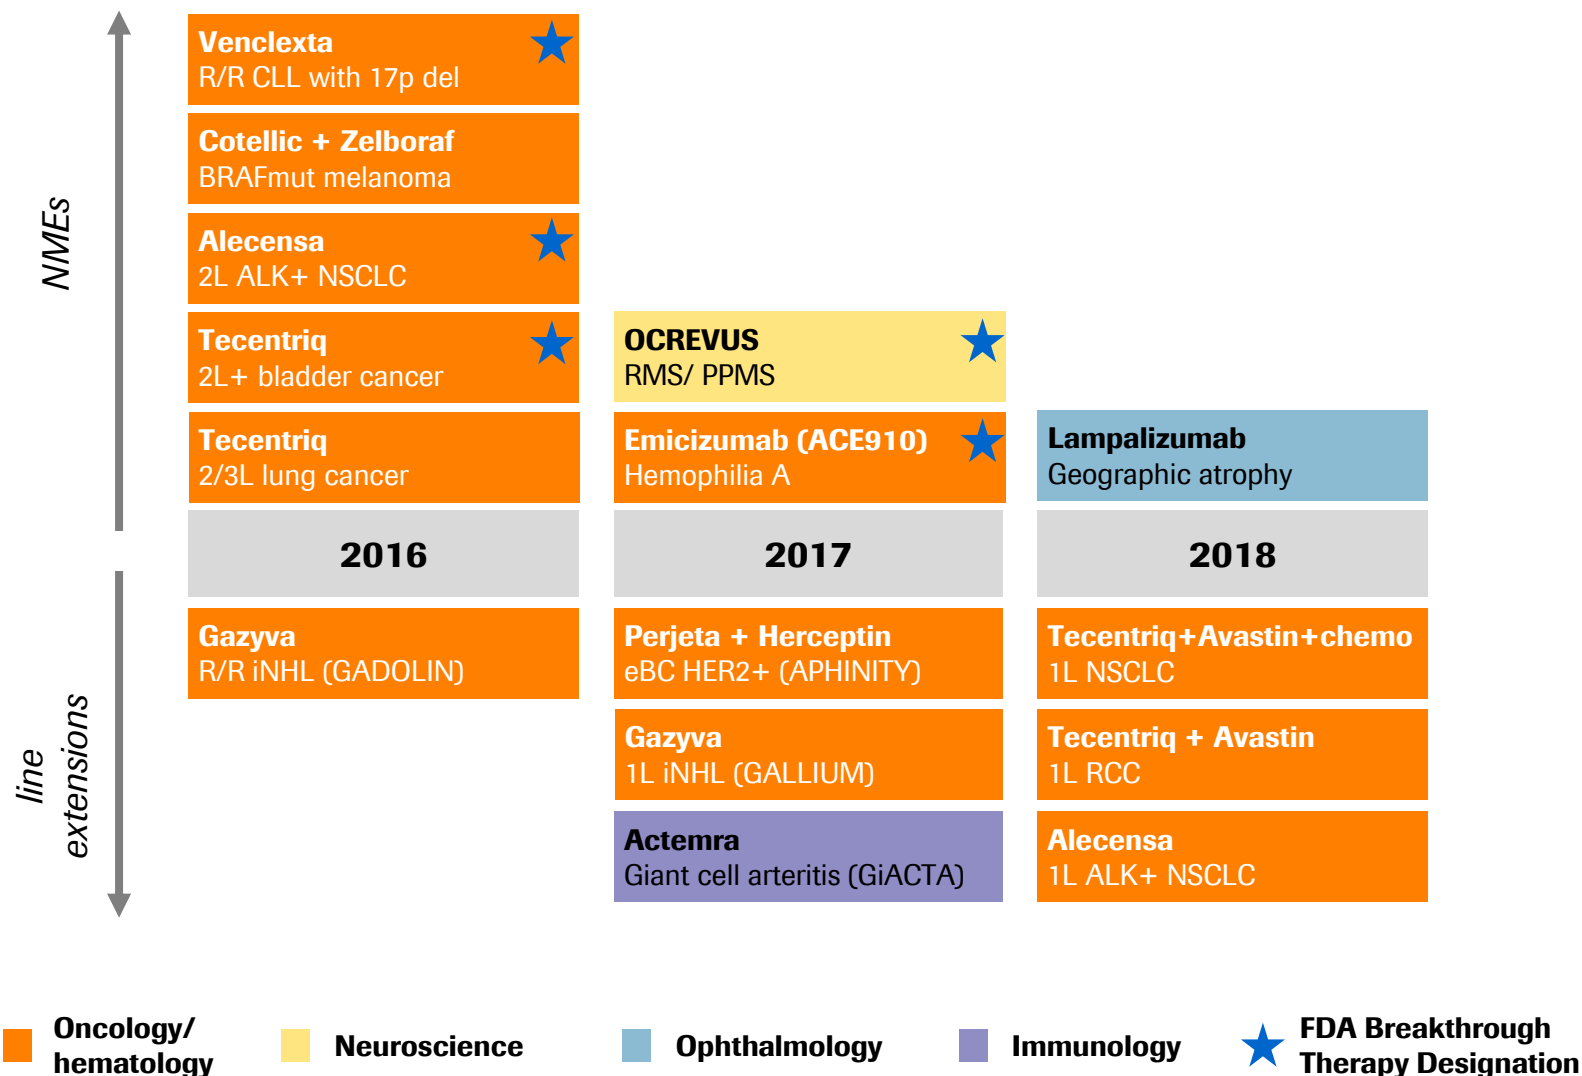 NMEs
Venclexta
R/R CLL with 17p del
Cotellic + Zelboraf
BRAFmut melanoma
Alecensa
2L ALK+ NSCLC
Tecentriq
2L+ bladder cancer
Tecentriq
2/3L lung cancer
OCREVUS
RMS/ PPMS
Emicizumab (ACE910)
Hemophilia A
Lampalizumab
Geographic atrophy
2016
2017
2018
line
extensions
Gazyva
R/R iNHL (GADOLIN)
Perjeta + Herceptin
eBC HER2+ (APHINITY)
Gazyva
1L iNHL (GALLIUM)
Actemra
Giant cell arteritis (GiACTA)
Tecentriq+Avastin+chemo
1L NSCLC
Tecentriq + Avastin
1L RCC
Alecensa
1L ALK+ NSCLC
Oncology/
hematology
Neuroscience
Ophthalmology
Immunology
FDA Breakthrough
Therapy Designation